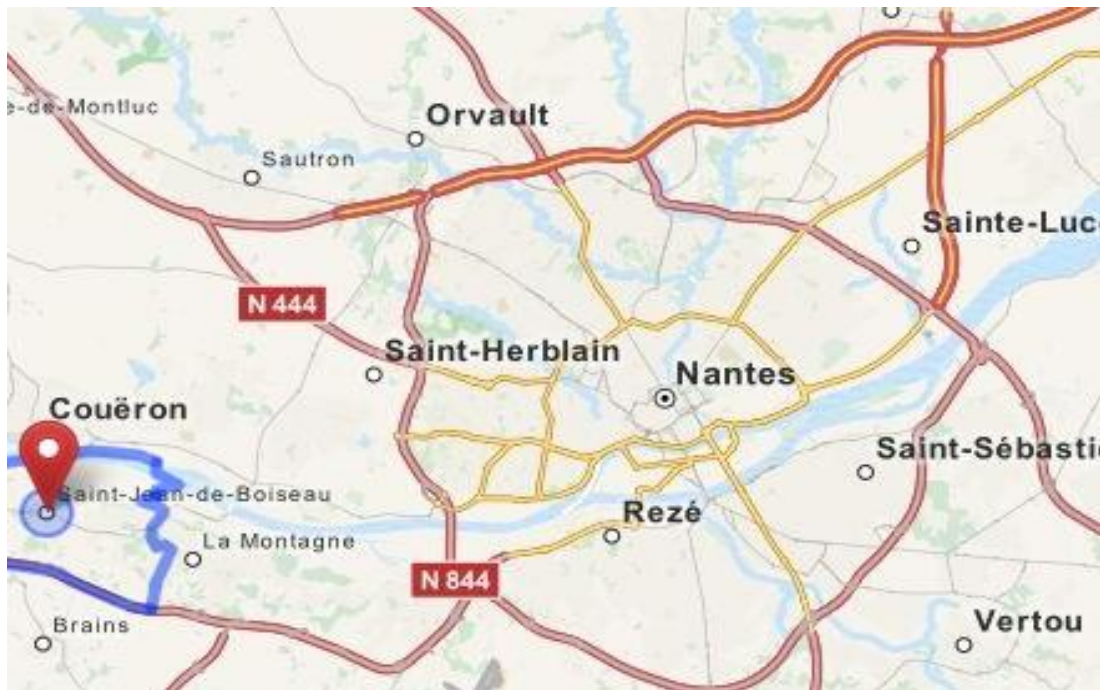 e-de-Montluc
Orvault
Sautron
Sainte-Luce
N 444
Saint-Herblain
Nantes
Couëron
Saint-Sébasti
Saint-Jean-de-Boiseau
Rezé
La Montagne
N 844
Brains
Vertou